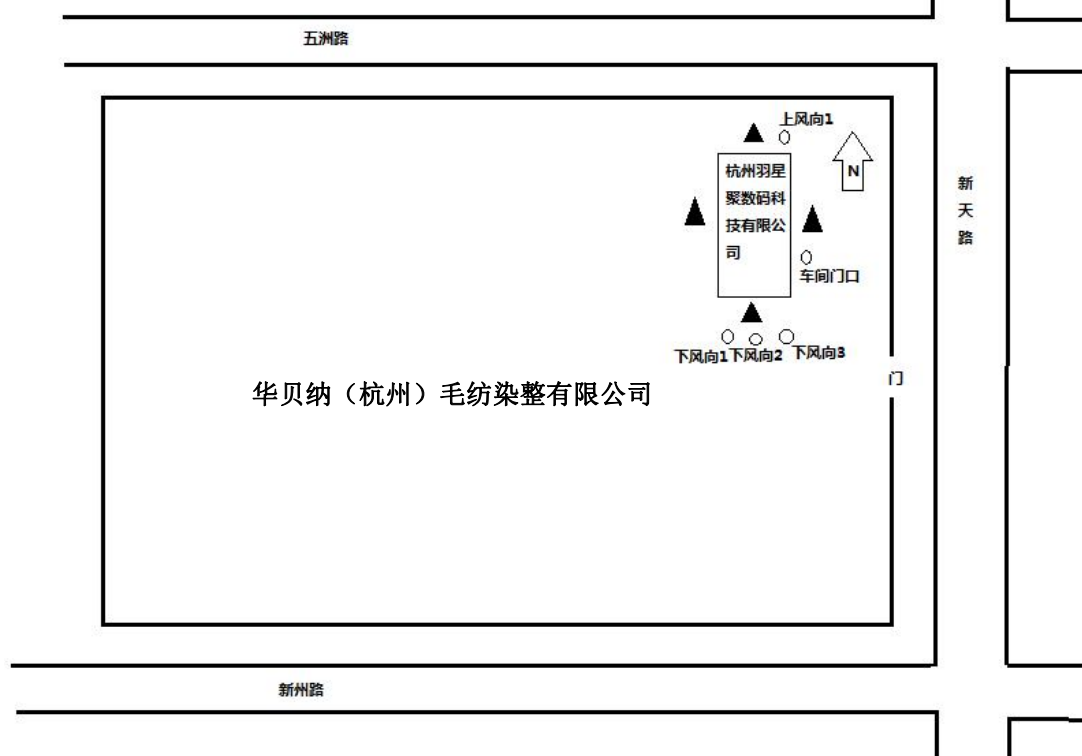 五洲路
上风向1
N
杭州羽星
聚数码科
技有限公
司
新
天
路
车间门口
下风向1下风向2 下风向3
门
华贝纳（杭州）毛纺染整有限公司
新州路